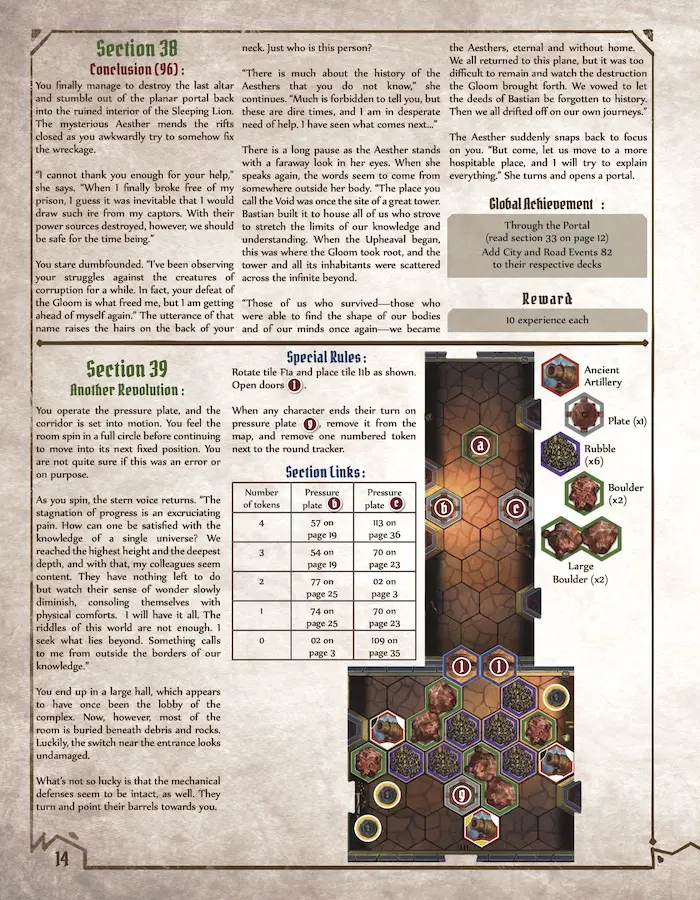 Section 38
Conclusion (96) :
You finally manage to destroy the last altar
and stumble out of the planar portal back
into the ruined interior of the Sleeping Lion.
The mysterious Aesther mends the rifts
closed as you awkwardly try to somehow fix
the wreckage.
"I cannot thank you enough for your help,"
she says. "When I finally broke free of my
prison, I guess it was inevitable that I would
draw such ire from my captors. With their
power sources destroyed, however, we should
be safe for the time being."
You stare dumbfounded. "I've been observing
your struggles against the creatures of
corruption for a while. In fact, your defeat of
the Gloom is what freed me, but I am getting
ahead of myself again." The utterance of that
name raises the hairs on the back of your
neck. Just who is this person?
"There is much about the history of the
Aesthers that you do not know," she
continues. "Much is forbidden to tell you, but
these are dire times, and I am in desperate
need of help. I have seen what comes next..."
There is a long pause as the Aesther stands
with a faraway look in her eyes. When she
speaks again, the words seem to come from
somewhere outside her body. "The place you
call the Void was once the site of a great tower.
Bastian built it to house all of us who strove
to stretch the limits of our knowledge and
understanding. When the Upheaval began,
this was where the Gloom took root, and the
tower and all its inhabitants were scattered
across the infinite beyond.
"Those of us who survived—those who
were able to find the shape of our bodies
and of our minds once again—we became
the Aesthers, eternal and without home.
We all returned to this plane, but it was too
difficult to remain and watch the destruction
the Gloom brought forth. We vowed to let
the deeds of Bastian be forgotten to history.
Then we all drifted off on our own journeys."
The Aesther suddenly snaps back to focus
on you. "But come, let us move to a more
hospitable place, and I will try to explain
everything." She turns and opens a portal.
Global Achievement :
Through the Portal
(read section 33 on page 12)
Add City and Road Events 82
to their respective decks
Reward
10 experience each
Section 39
Another Revolution :
You operate the pressure plate, and the
corridor is set into motion. You feel the
room spin in a full circle before continuing
to move into its next fixed position. You
are not quite sure if this was an error or
on purpose.
As you spin, the stern voice returns. "The
stagnation of progress is an excruciating
pain. How can one be satisfied with the
knowledge of a single universe? We
reached the highest height and the deepest
depth, and with that, my colleagues seem
content. They have nothing left to do
but watch their sense of wonder slowly
diminish, consoling themselves with
physical comforts. I will have it all. The
riddles of this world are not enough. I
seek what lies beyond. Something calls
to me from outside the borders of our
knowledge."
You end up in a large hall, which appears
to have once been the lobby of the
complex. Now, however, most of the
room is buried beneath debris and rocks.
Luckily, the switch near the entrance looks
undamaged.
What's not so lucky is that the mechanical
defenses seem to be intact, as well. They
turn and point their barrels towards you.
Special Rules :
Rotate tile F1a and place tile I1b as shown.
Open doors 1.
When any character ends their turn on
pressure plate g, remove it from the
map, and remove one numbered token
next to the round tracker.
Section Links :
Number of tokens Pressure plate b Pressure plate c
4 57 on page 19 113 on page 36
3 54 on page 19 70 on page 23
2 77 on page 25 02 on page 3
1 74 on page 25 70 on page 23
0 02 on page 3 109 on page 35
a
b c
1 1
g
Ancient
Artillery
Plate (x1)
Rubble
(x6)
Boulder
(x2)
Large
Boulder (x2)
14